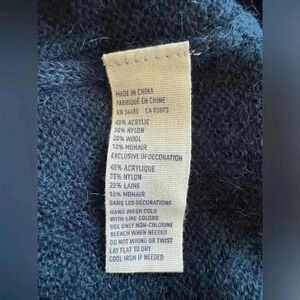 MADE IN CHINA
FABRIQUÉ EN CHINE
RN 54485 CA 03873
40% ACRYLIC
30% NYLON
20% WOOL
10% MOHAIR
EXCLUSIVE OF DECORATION
40% ACRYLIQUE
30% NYLON
20% LAINE
10% MOHAIR
SANS LES DÉCORATIONS
HAND WASH COLD
WITH LIKE COLORS
USE ONLY NON-CHLORINE
BLEACH WHEN NEEDED
DO NOT WRING OR TWIST
LAY FLAT TO DRY
COOL IRON IF NEEDED